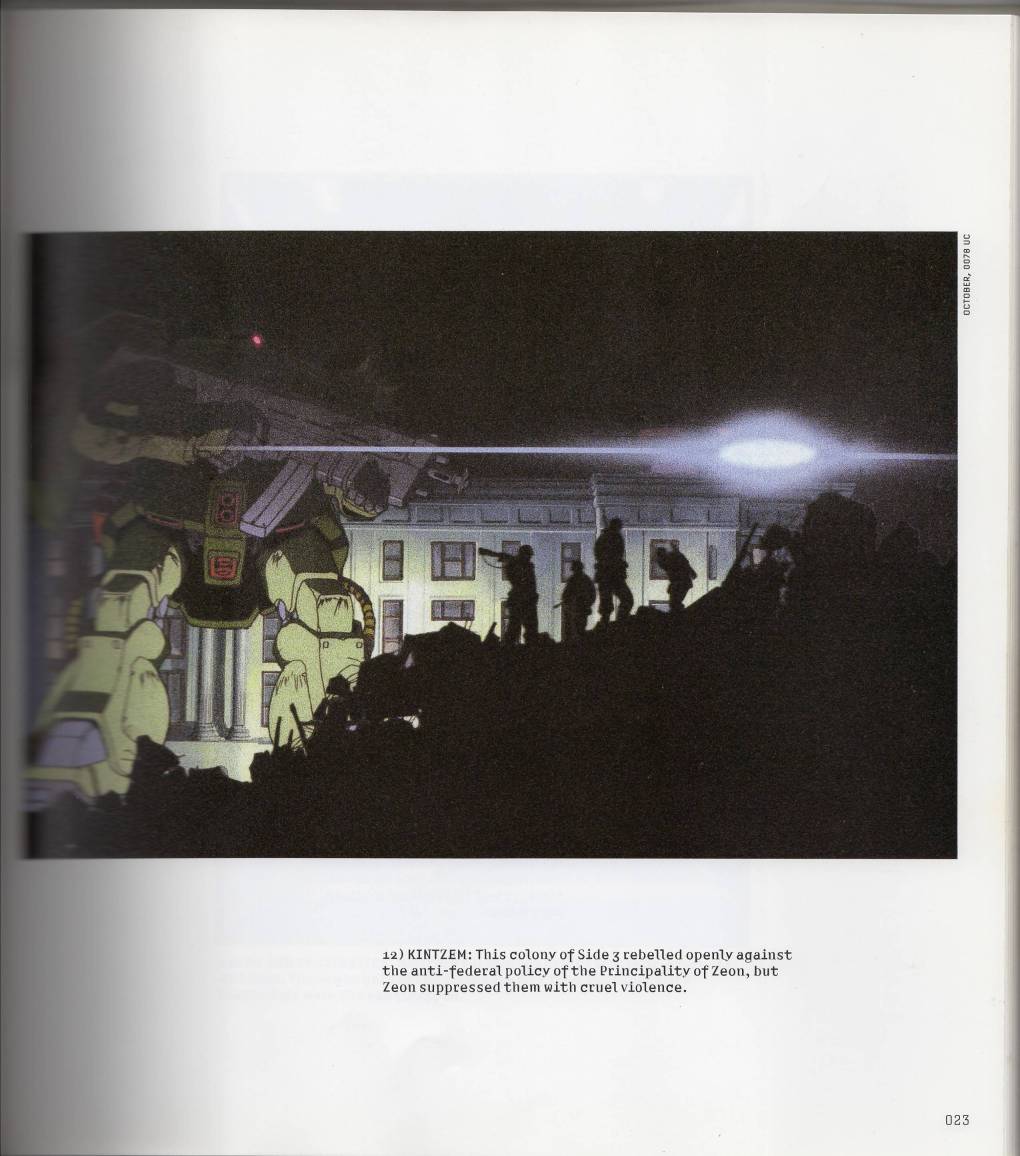 OCTOBER, 0078 UC
12) KINTZEM: This colony of Side 3 rebelled openly against
the anti-federal policy of the Principality of Zeon, but
Zeon suppressed them with cruel violence.
023